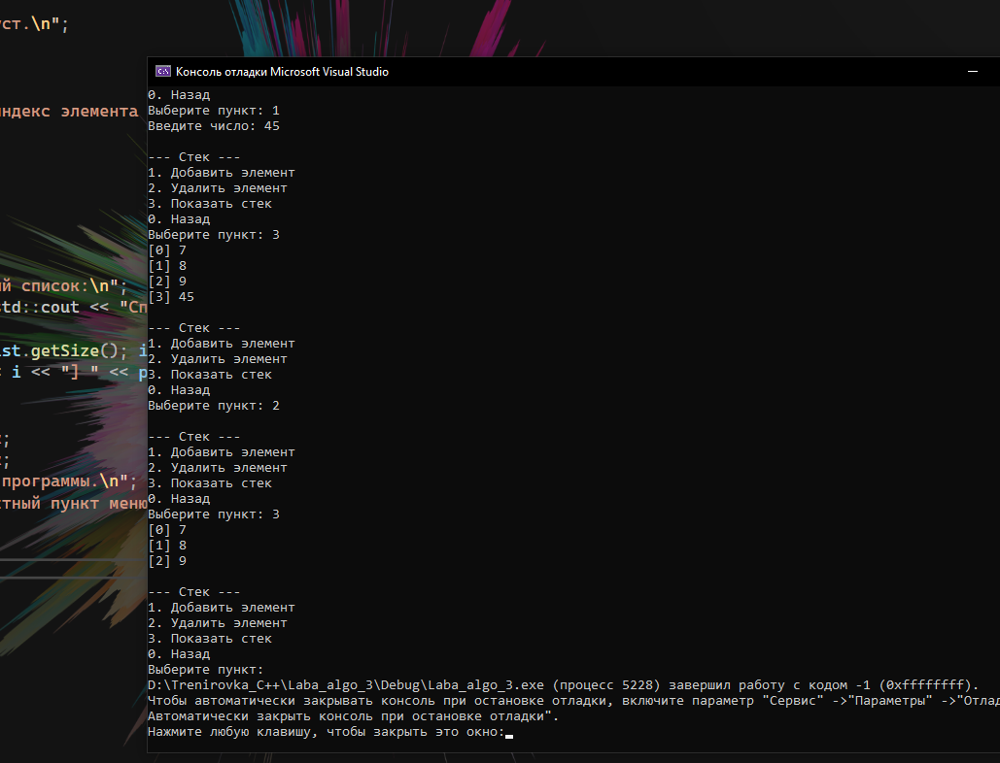 уст.\n";
индекс элемента
й список:\n";
std::cout << "Сп
st.getSize(); i
i << "] " << p
;
;
программы.\n";
стный пункт меню
Консоль отладки Microsoft Visual Studio
0. Назад
Выберите пункт: 1
Введите число: 45
--- Стек ---
1. Добавить элемент
2. Удалить элемент
3. Показать стек
0. Назад
Выберите пункт: 3
[0] 7
[1] 8
[2] 9
[3] 45
--- Стек ---
1. Добавить элемент
2. Удалить элемент
3. Показать стек
0. Назад
Выберите пункт: 2
--- Стек ---
1. Добавить элемент
2. Удалить элемент
3. Показать стек
0. Назад
Выберите пункт: 3
[0] 7
[1] 8
[2] 9
--- Стек ---
1. Добавить элемент
2. Удалить элемент
3. Показать стек
0. Назад
Выберите пункт:
D:\Trenirovka_C++\Laba_algo_3\Debug\Laba_algo_3.exe (процесс 5228) завершил работу с кодом -1 (0xffffffff).
Чтобы автоматически закрывать консоль при остановке отладки, включите параметр "Сервис" ->"Параметры" ->"Отлад
Автоматически закрыть консоль при остановке отладки".
Нажмите любую клавишу, чтобы закрыть это окно: